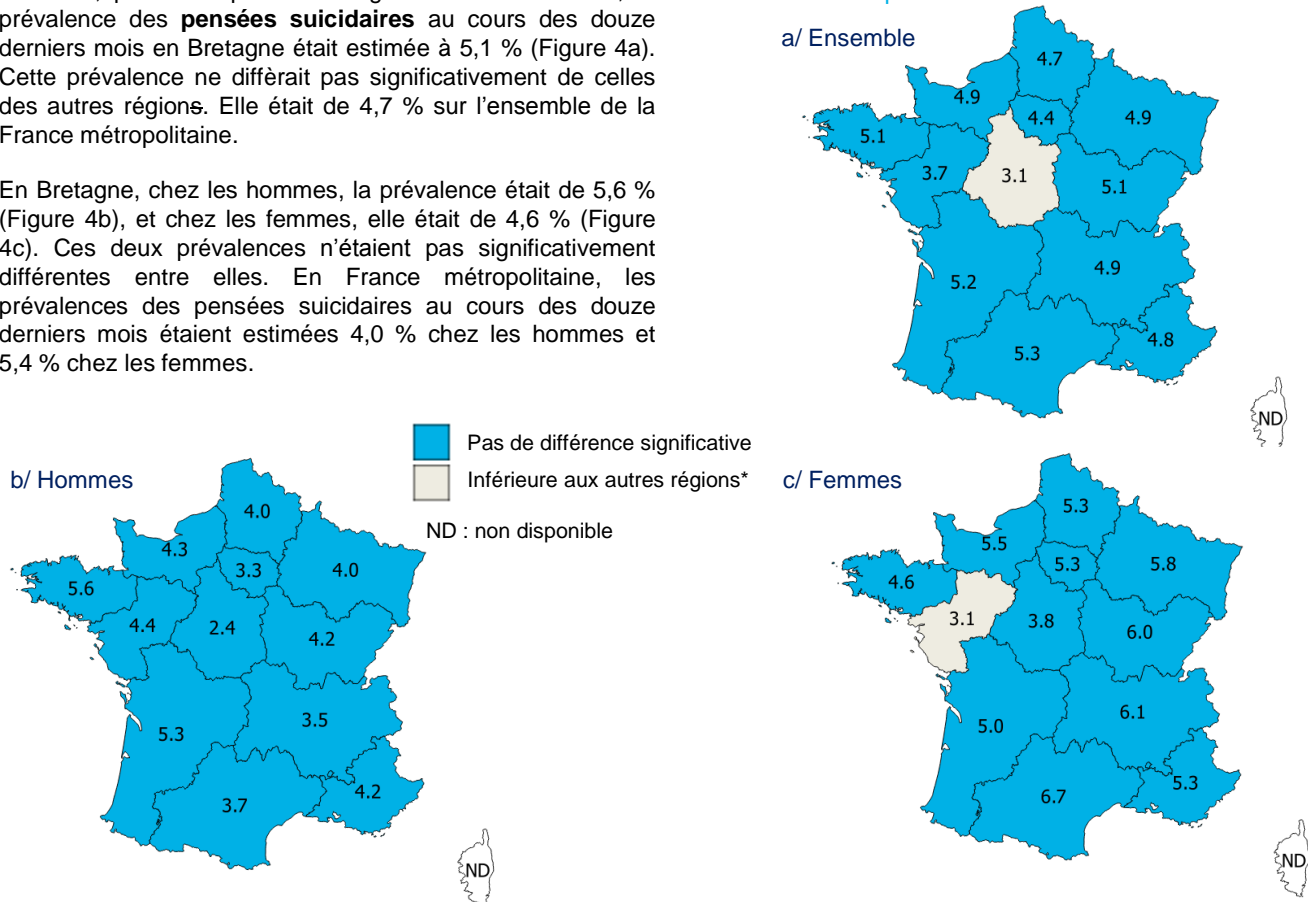 prévalence des pensées suicidaires au cours des douze
derniers mois en Bretagne était estimée à 5,1 % (Figure 4a).
Cette prévalence ne diffèrait pas significativement de celles
des autres régions. Elle était de 4,7 % sur l'ensemble de la
France métropolitaine.
En Bretagne, chez les hommes, la prévalence était de 5,6 %
(Figure 4b), et chez les femmes, elle était de 4,6 % (Figure
4c). Ces deux prévalences n'étaient pas significativement
différentes entre elles. En France métropolitaine, les
prévalences des pensées suicidaires au cours des douze
derniers mois étaient estimées 4,0 % chez les hommes et
5,4 % chez les femmes.
a/ Ensemble
4.7
4.9
4.4
4.9
5.1
3.7
3.1
5.1
5.2
4.9
5.3
4.8
ND
Pas de différence significative
Inférieure aux autres régions*
ND : non disponible
b/ Hommes
4.0
4.3
3.3
4.0
5.6
4.4
2.4
4.2
5.3
3.5
3.7
4.2
ND
c/ Femmes
5.3
5.5
5.3
5.8
4.6
3.1
3.8
6.0
5.0
6.1
6.7
5.3
ND